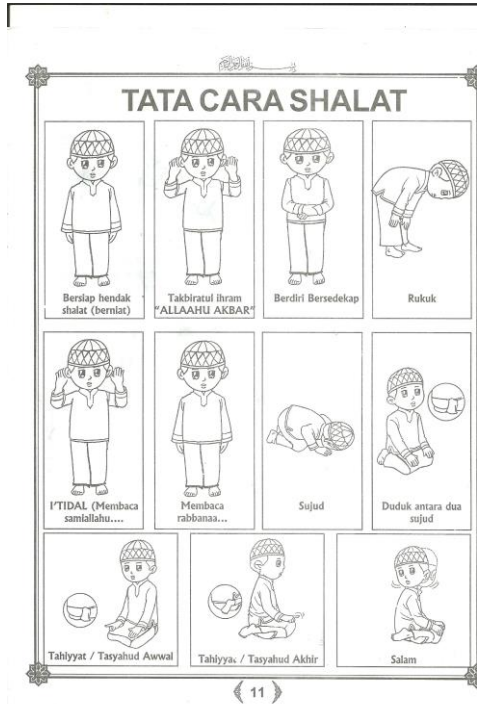 TATA CARA SHALAT
Bersiap hendak
shalat (berniat)
Takbiratul ihram
"ALLAAHU AKBAR"
Berdiri Bersedekap
Rukuk
I'TIDAL (Membaca
samiallahu....
Membaca
rabbanaa...
Sujud
Duduk antara dua
sujud
Tahiyyat / Tasyahud Awwal
Tahiyyat / Tasyahud Akhir
Salam
11